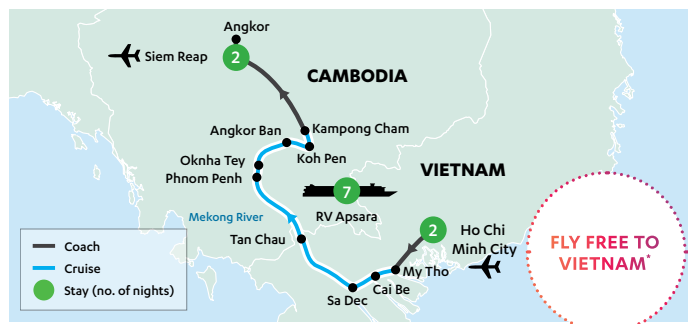 Angkor
2
Siem Reap
CAMBODIA
Angkor Ban
Kampong Cham
Koh Pen
Oknha Tey
Phnom Penh
VIETNAM
7
RV Apsara
Mekong River
2
Ho Chi
Minh City
Tan Chau
My Tho
Cai Be
Sa Dec
Coach
Cruise
Stay (no. of nights)
FLY FREE TO
VIETNAM*